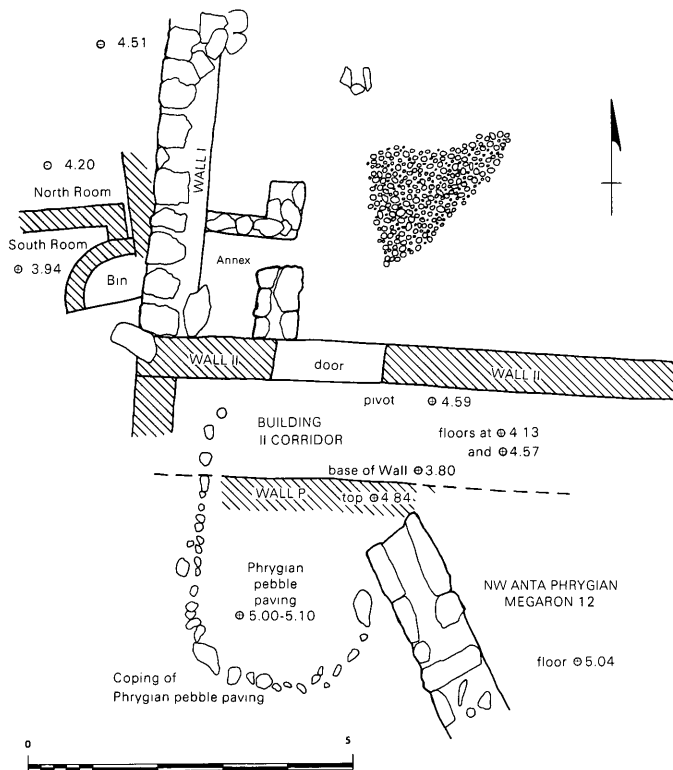 ⊖ 4.51
⊙ 4.20
North Room
WALL I
South Room
⊕ 3.94
Bin
Annex
WALL II
door
WALL II
pivot ⊕ 4.59
BUILDING
II CORRIDOR
floors at ⊕ 4 13
and ⊕ 4.57
base of Wall ⊕ 3.80
WALL P
top ⊕ 4 84
Phrygian
pebble
paving
⊕ 5.00-5.10
NW ANTA PHRYGIAN
MEGARON 12
floor ⊖ 5.04
Coping of
Phrygian pebble paving
0
5